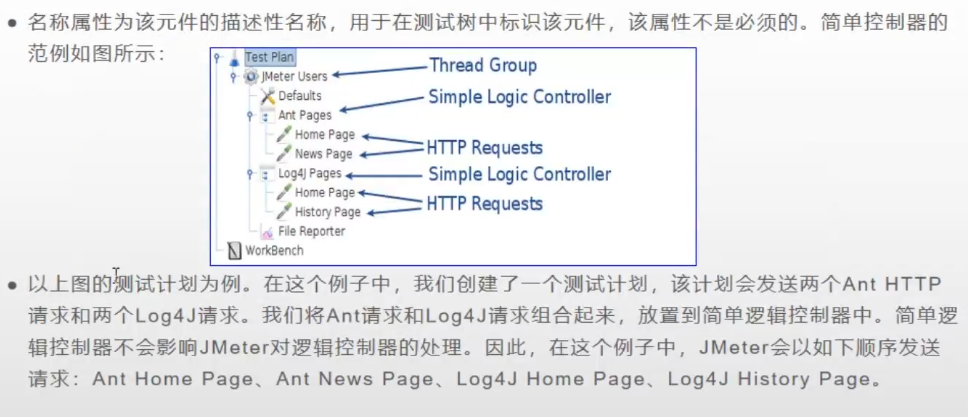 ● 名称属性为该元件的描述性名称，用于在测试树中标识该元件，该属性不是必须的。简单控制器的
范例如图所示：
Test Plan
JMeter Users
Thread Group
Defaults
Simple Logic Controller
Ant Pages
Home Page
News Page
HTTP Requests
Log4J Pages
Simple Logic Controller
Home Page
HTTP Requests
History Page
File Reporter
WorkBench
● 以上图的测试计划为例。在这个例子中，我们创建了一个测试计划，该计划会发送两个Ant HTTP
请求和两个Log4J请求。我们将Ant请求和Log4J请求组合起来，放置到简单逻辑控制器中。简单逻
辑控制器不会影响JMeter对逻辑控制器的处理。因此，在这个例子中，JMeter会以如下顺序发送
请求：Ant Home Page、Ant News Page、Log4J Home Page、Log4J History Page。